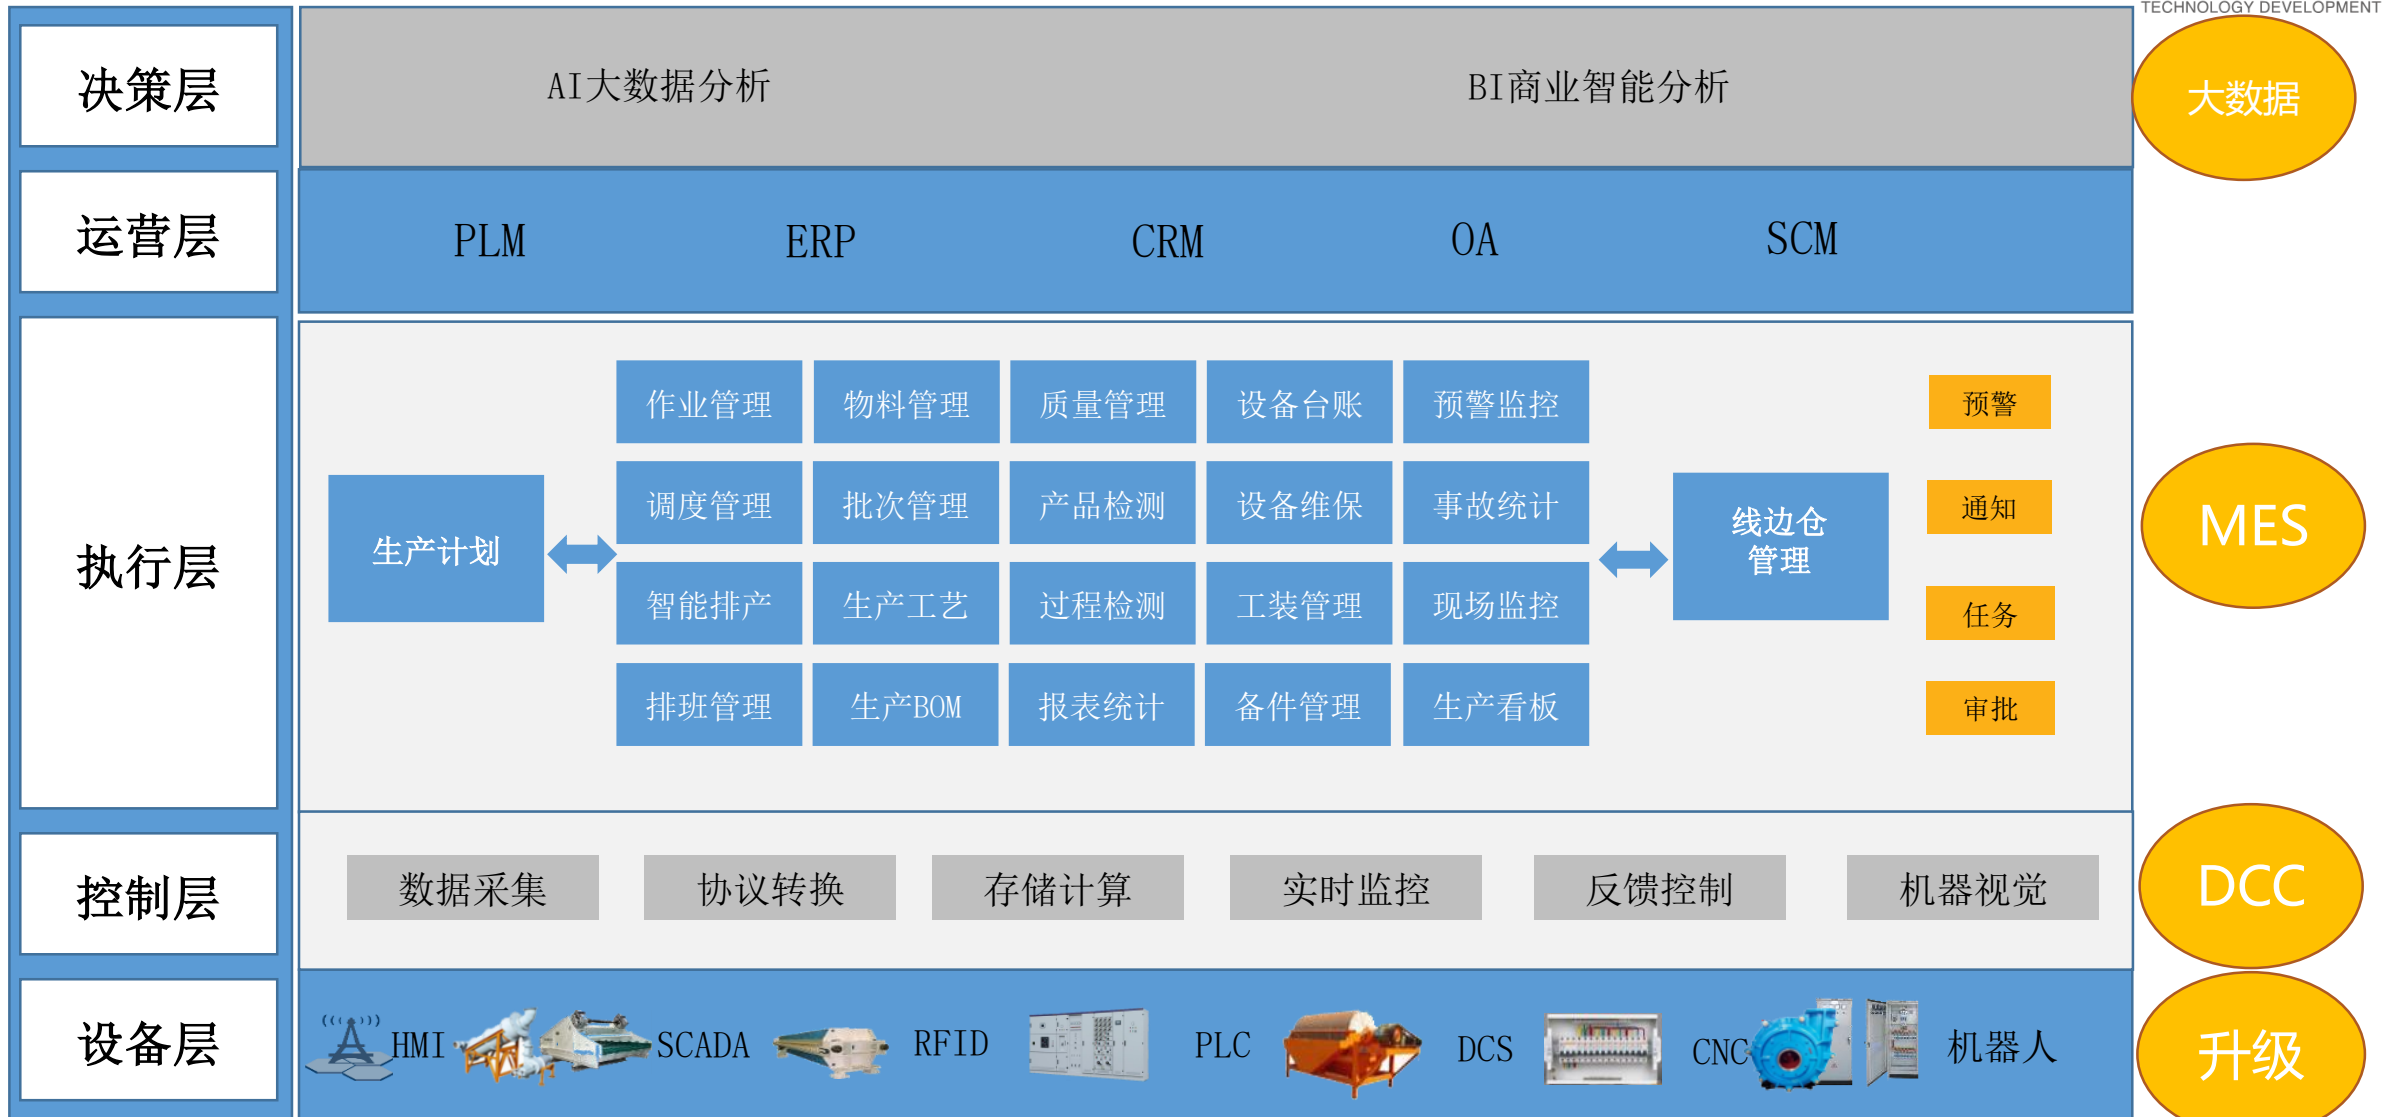 TECHNOLOGY DEVELOPMENT
决策层
AI大数据分析
BI商业智能分析
大数据
运营层
PLM
ERP
CRM
OA
SCM
执行层
生产计划
作业管理
物料管理
质量管理
设备台账
预警监控
调度管理
批次管理
产品检测
设备维保
事故统计
智能排产
生产工艺
过程检测
工装管理
现场监控
排班管理
生产BOM
报表统计
备件管理
生产看板
线边仓
管理
预警
通知
任务
审批
MES
控制层
数据采集
协议转换
存储计算
实时监控
反馈控制
机器视觉
DCC
设备层
HMI
SCADA
RFID
PLC
DCS
CNC
机器人
升级